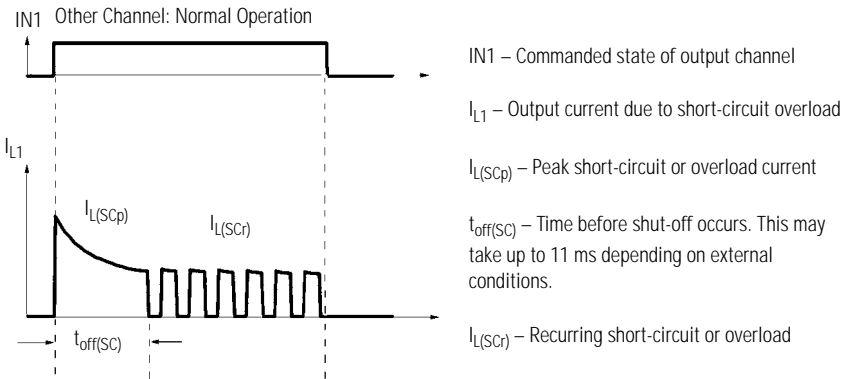 IN1 Other Channel: Normal Operation
I_L1
I_L(SCp)
I_L(SCr)
t_off(SC)
IN1 – Commanded state of output channel
I_L1 – Output current due to short-circuit overload
I_L(SCp) – Peak short-circuit or overload current
t_off(SC) – Time before shut-off occurs. This may
take up to 11 ms depending on external
conditions.
I_L(SCr) – Recurring short-circuit or overload